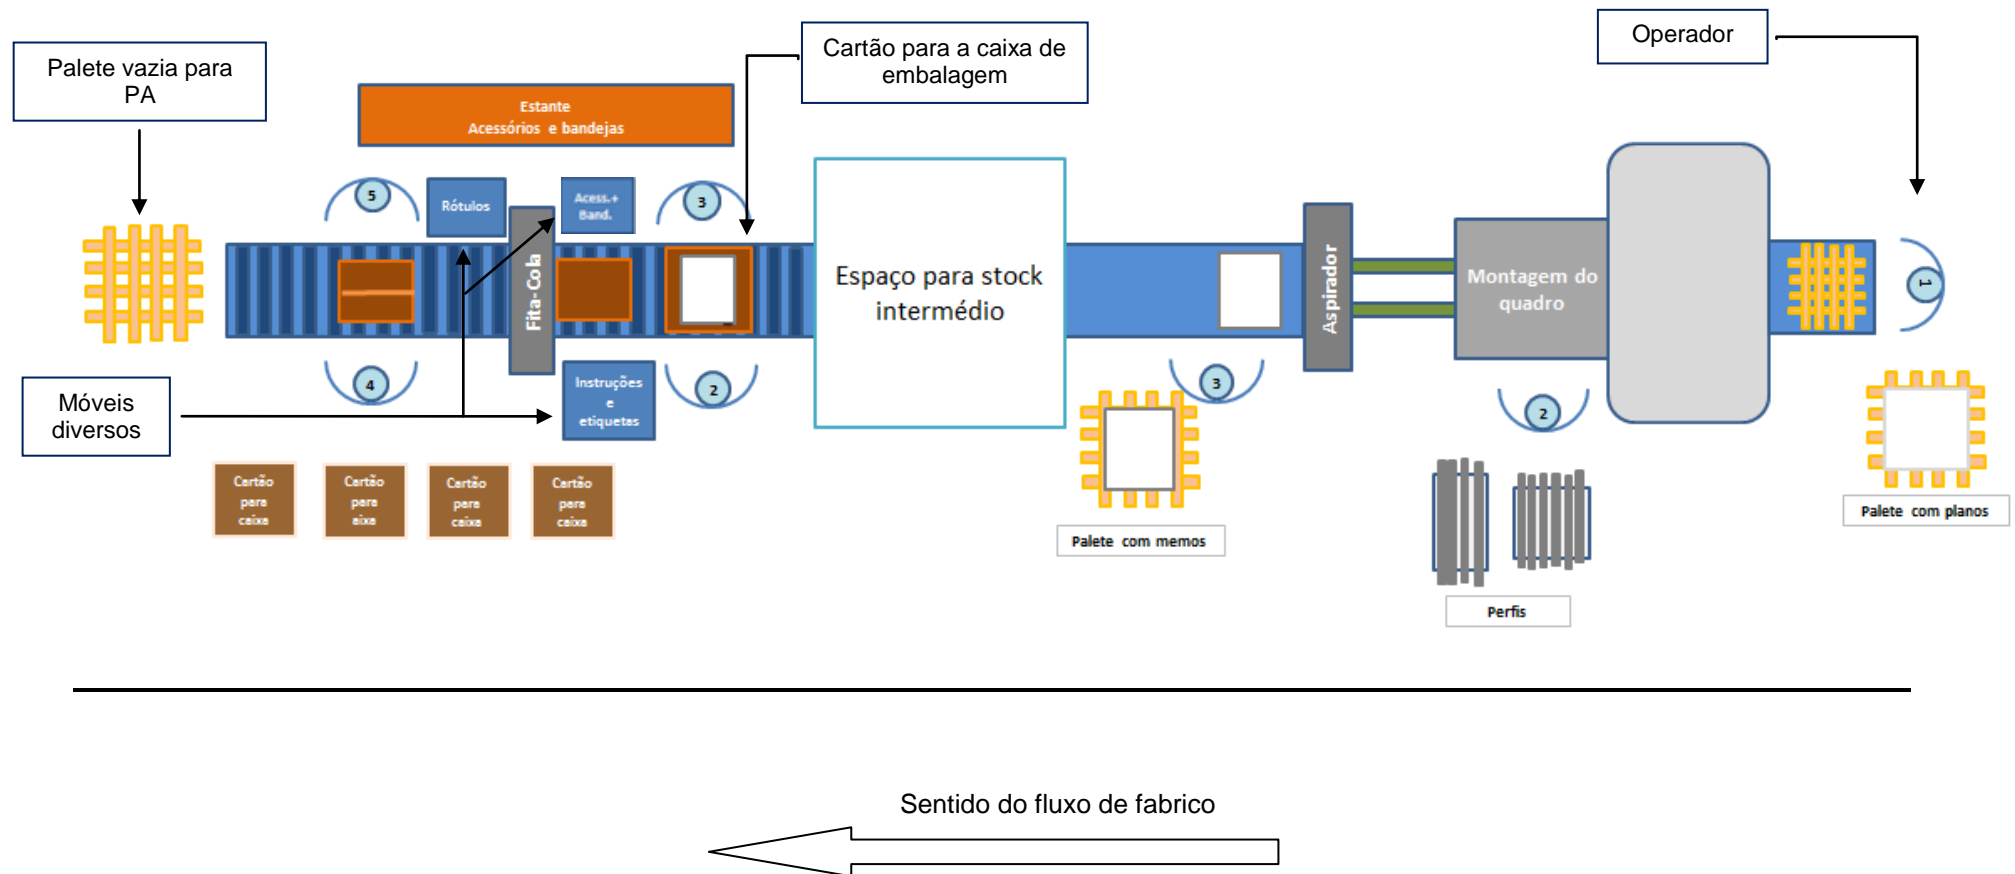 Palete vazia para
PA
Estante
Acessórios e bandejas
Cartão para a caixa de
embalagem
Operador
5
Rótulos
Acess.+
Band.
3
Fita-Cola
Espaço para stock
intermédio
Aspirador
Montagem do
quadro
1
Móveis
diversos
4
Instruções
e
etiquetas
2
3
2
Cartão
para
caixa
Cartão
para
aixa
Cartão
para
caixa
Cartão
para
caixa
Palete com memos
Perfis
Palete com planos
Sentido do fluxo de fabrico